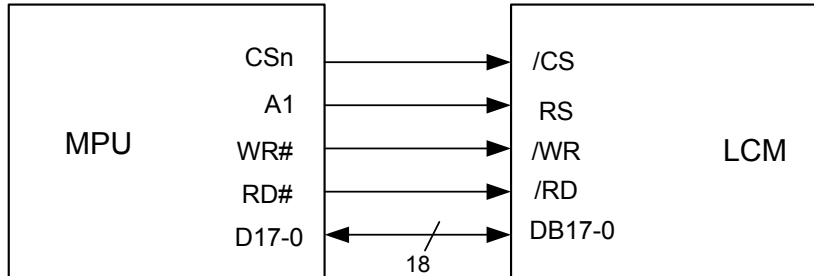 CSn /CS
A1 RS
MPU WR# /WR LCM
RD# /RD
D17-0 DB17-0
18